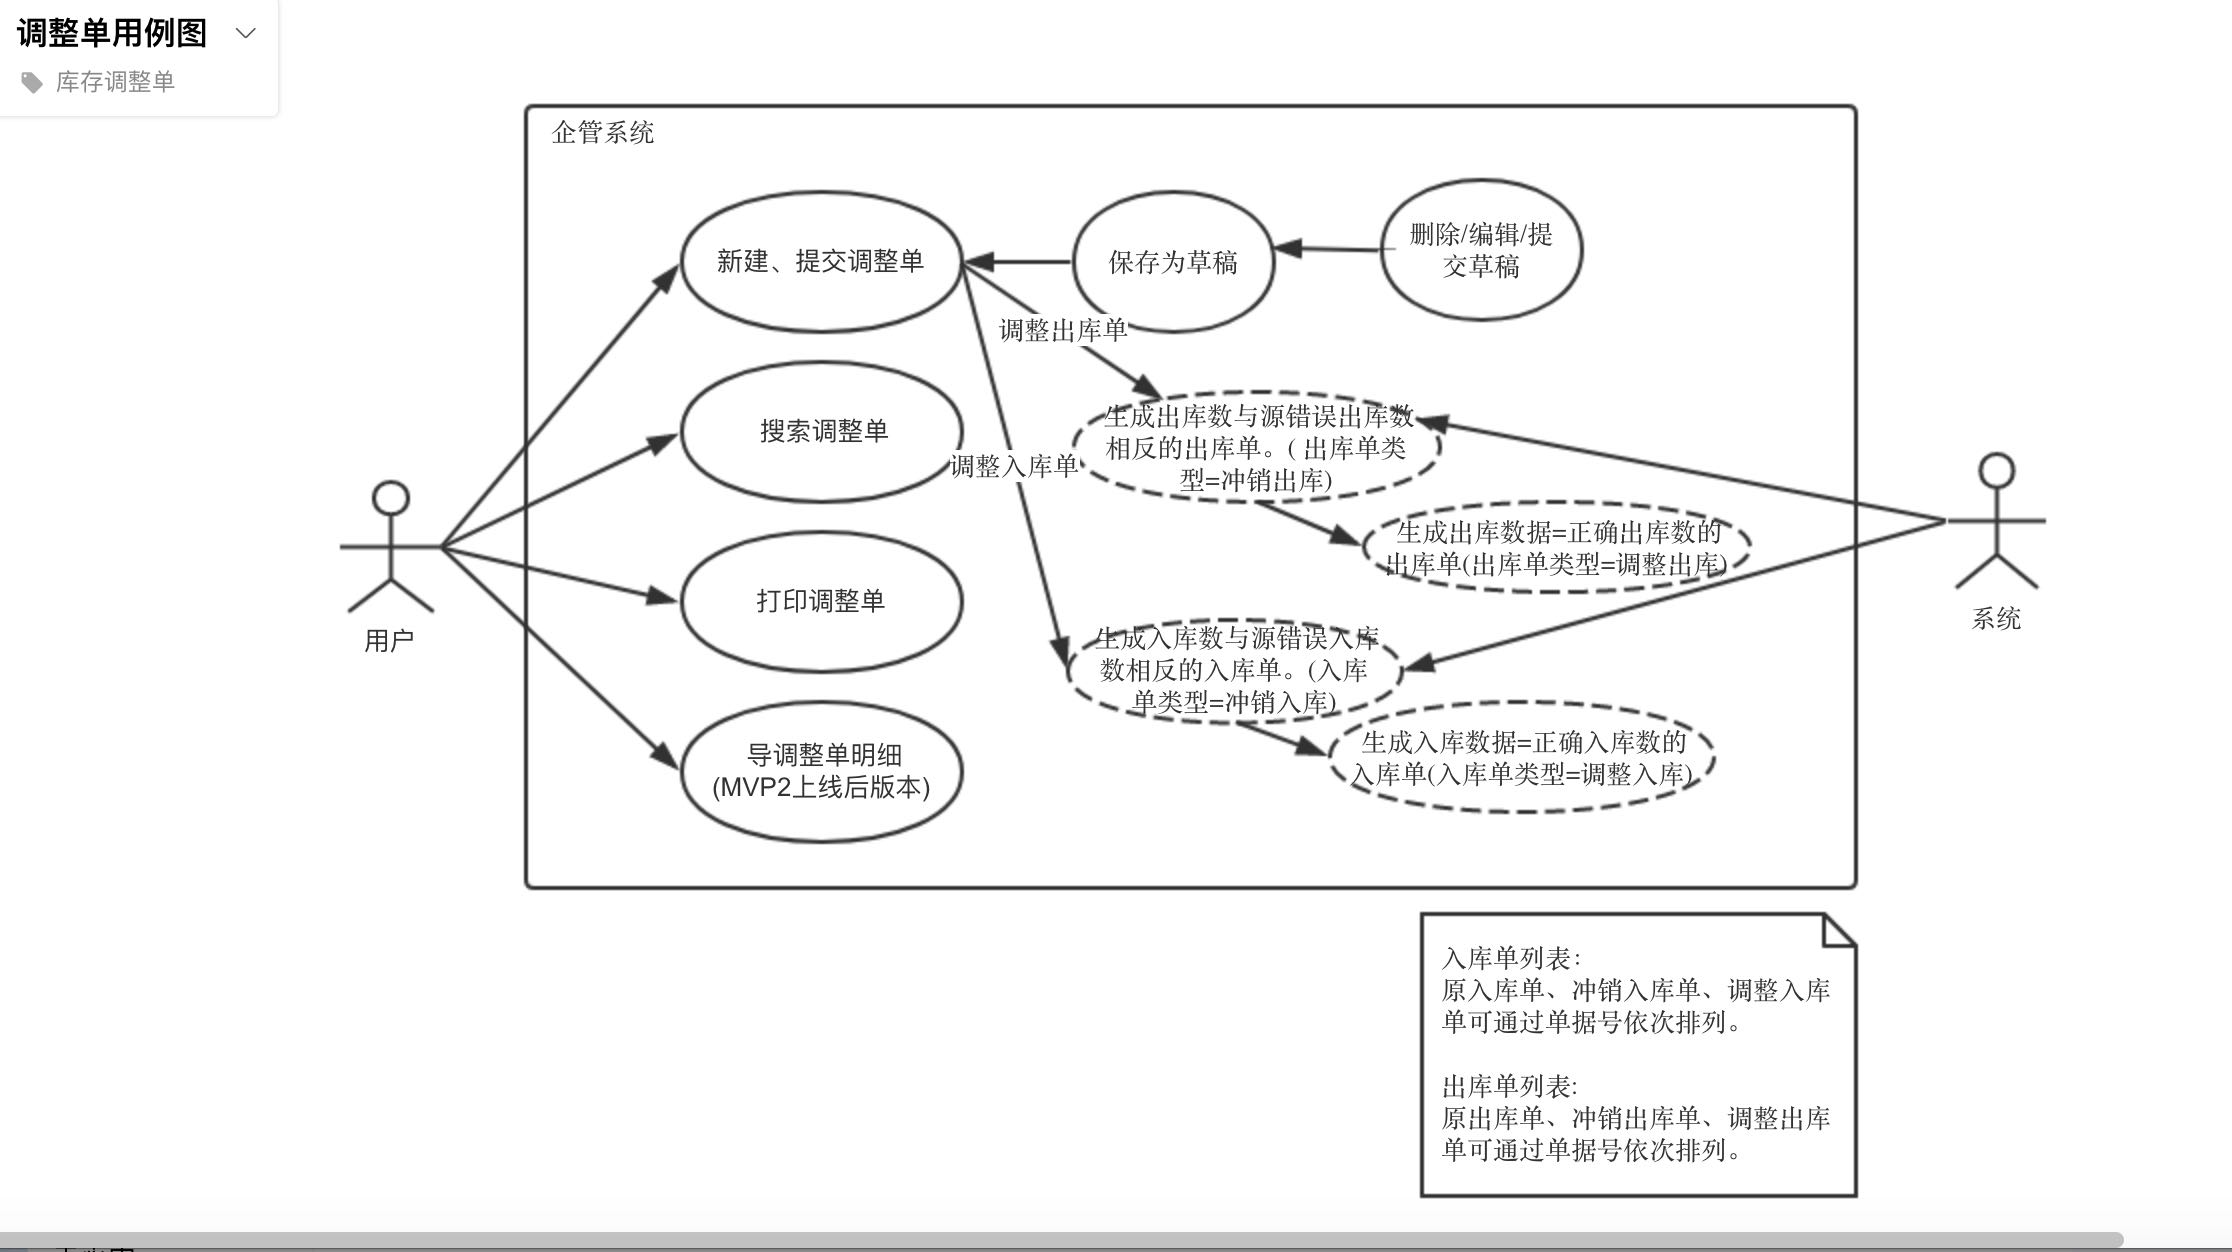 调整单用例图
库存调整单
企管系统
新建、提交调整单
保存为草稿
删除/编辑/提
交草稿
调整出库单
搜索调整单
生成出库数与源错误出库数
相反的出库单。( 出库单类
型=冲销出库)
调整入库单
生成出库数据=正确出库数的
出库单(出库单类型=调整出库)
用户
系统
打印调整单
生成入库数与源错误入库
数相反的入库单。(入库
单类型=冲销入库)
导调整单明细
(MVP2上线后版本)
生成入库数据=正确入库数的
入库单(入库单类型=调整入库)
入库单列表：
原入库单、冲销入库单、调整入库
单可通过单据号依次排列。
出库单列表:
原出库单、冲销出库单、调整出库
单可通过单据号依次排列。